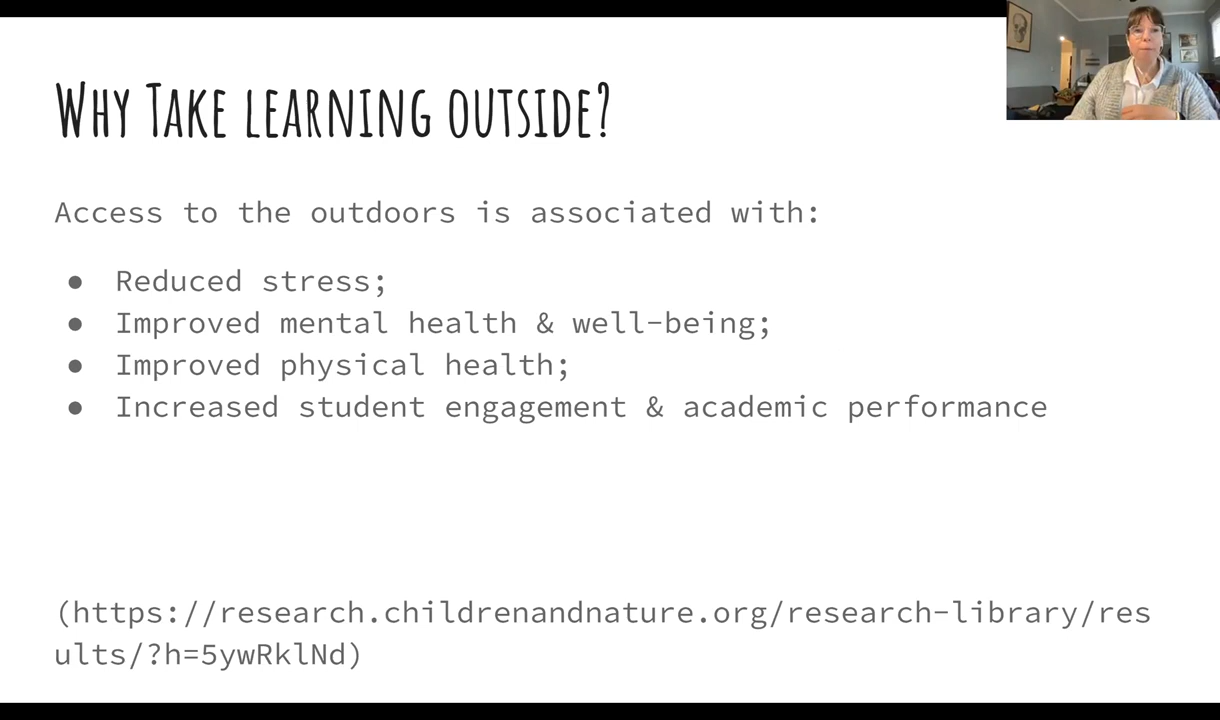 Why Take learning outside?
Access to the outdoors is associated with:
● Reduced stress;
● Improved mental health & well-being;
● Improved physical health;
● Increased student engagement & academic performance
(https://research.childrenandnature.org/research-library/res
ults/?h=5ywRklNd)